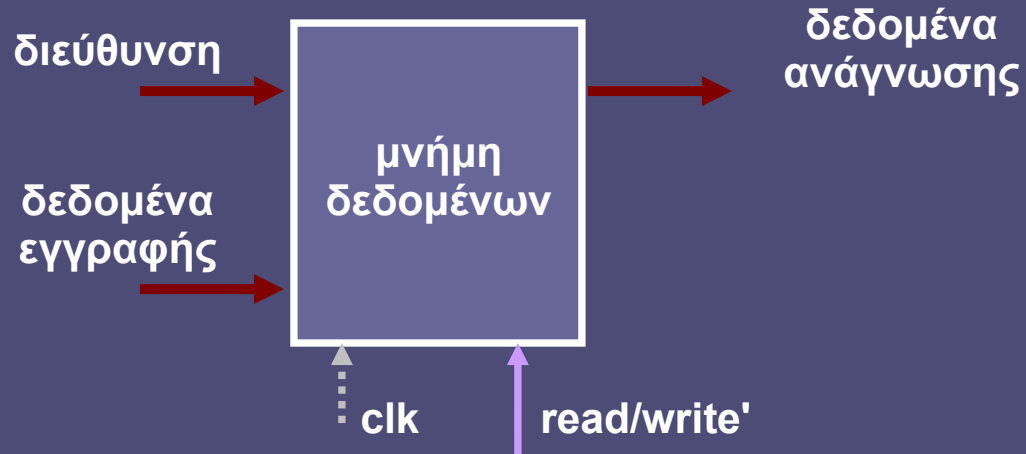 διεύθυνση
δεδομένα
εγγραφής
μνήμη
δεδομένων
δεδομένα
ανάγνωσης
clk
read/write'